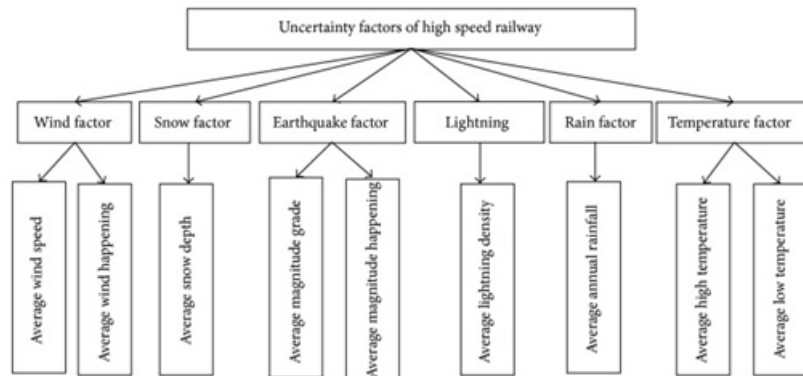 Uncertainty factors of high speed railway
Wind factor
Snow factor
Earthquake factor
Lightning
Rain factor
Temperature factor
Average wind speed
Average wind happening
Average snow depth
Average magnitude grade
Average magnitude happening
Average lightning density
Average annual rainfall
Average high temperature
Average low temperature